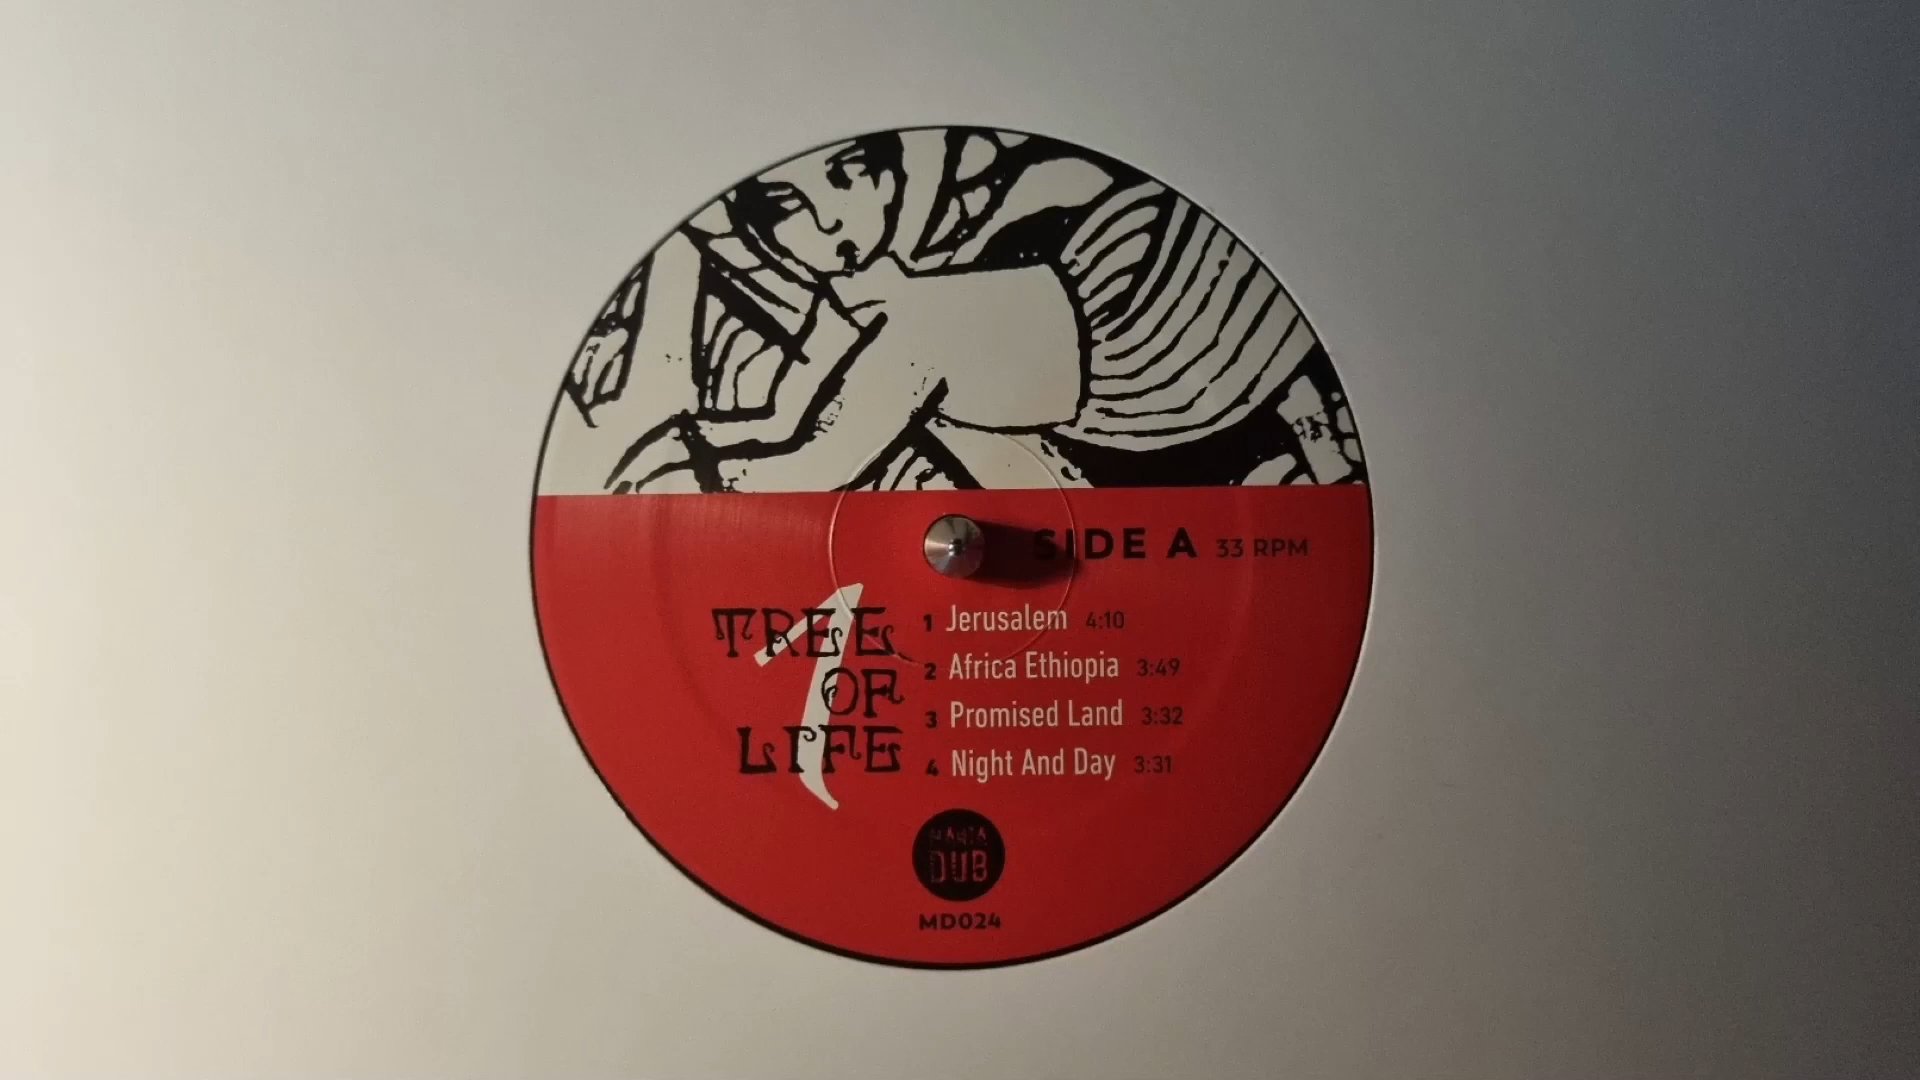 SIDE A 33 RPM
TREE
OF
LIFE
1
1 Jerusalem 4:10
2 Africa Ethiopia 3:49
3 Promised Land 3:32
4 Night And Day 3:31
MANIA
DUB
MD024